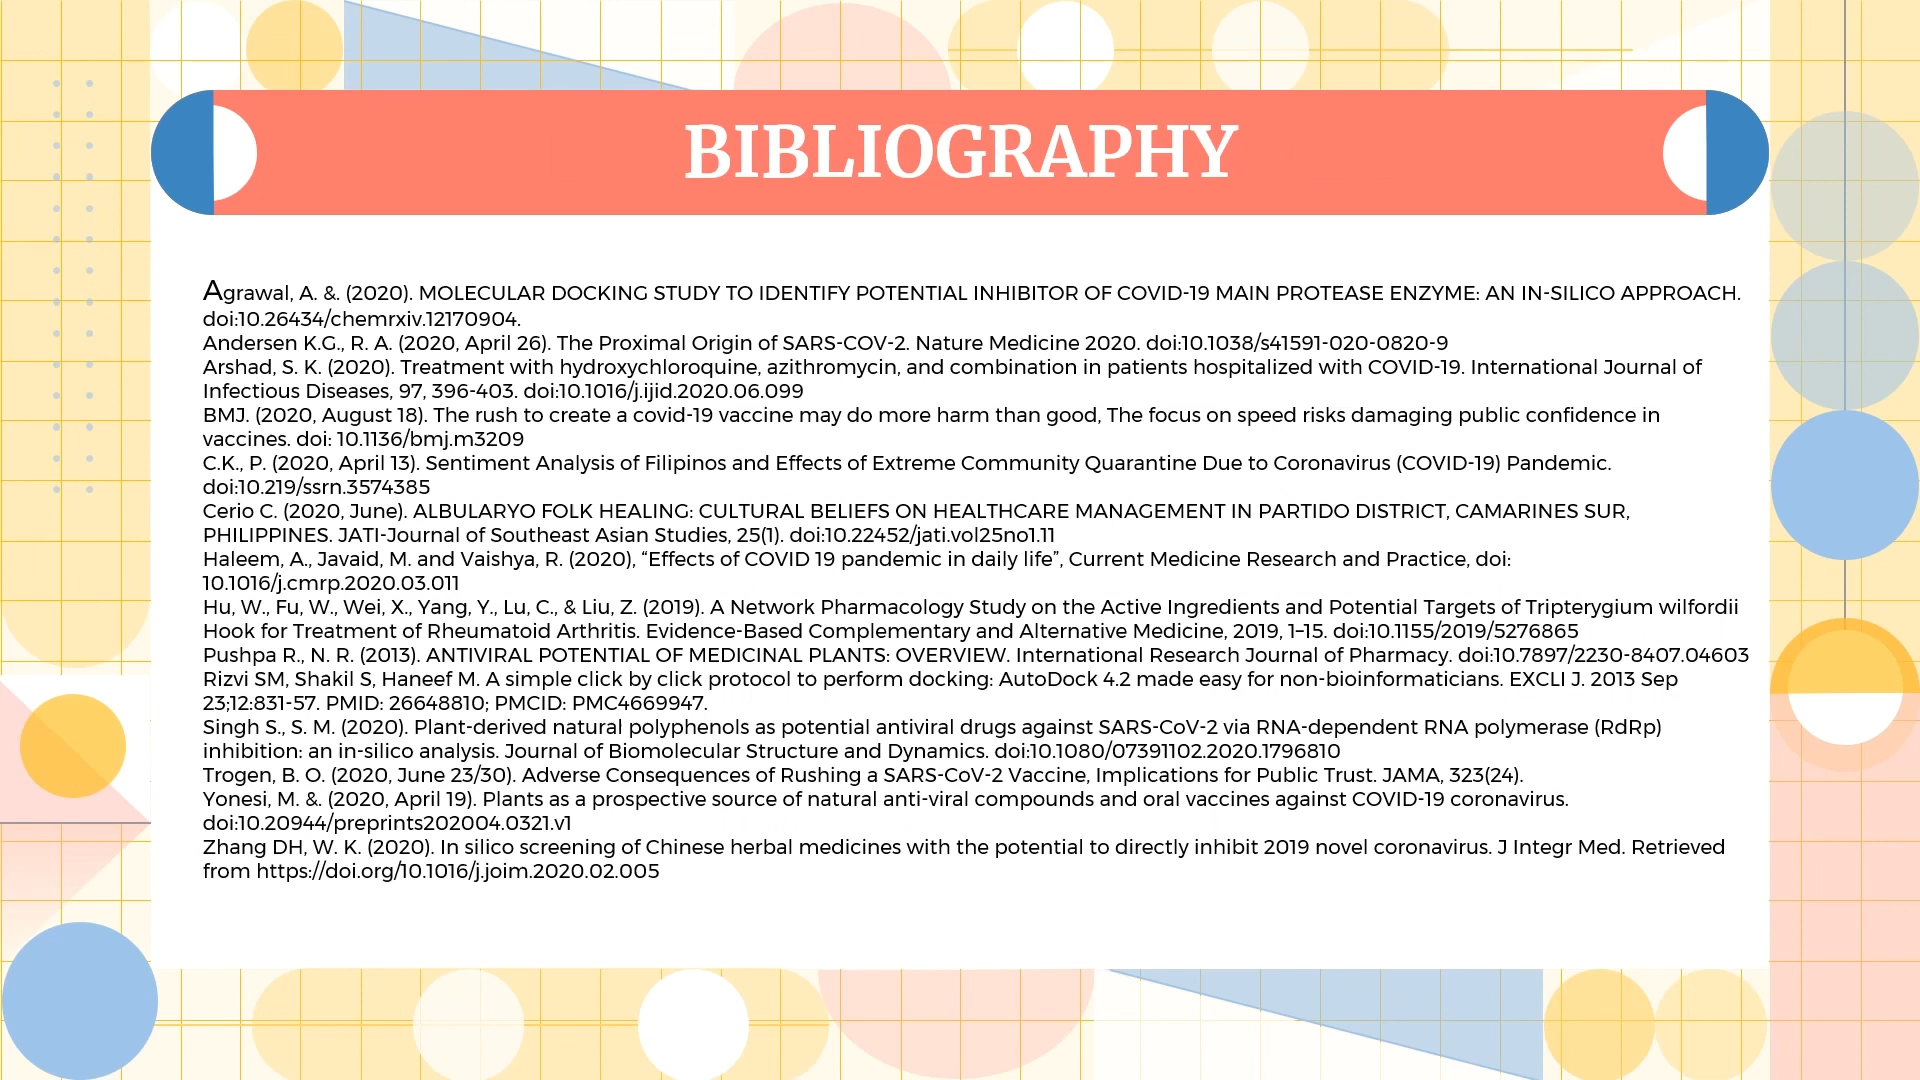 BIBLIOGRAPHY
Agrawal, A. &. (2020). MOLECULAR DOCKING STUDY TO IDENTIFY POTENTIAL INHIBITOR OF COVID-19 MAIN PROTEASE ENZYME: AN IN-SILICO APPROACH.
doi:10.26434/chemrxiv.12170904.
Andersen K.G., R. A. (2020, April 26). The Proximal Origin of SARS-COV-2. Nature Medicine 2020. doi:10.1038/s41591-020-0820-9
Arshad, S. K. (2020). Treatment with hydroxychloroquine, azithromycin, and combination in patients hospitalized with COVID-19. International Journal of
Infectious Diseases, 97, 396-403. doi:10.1016/j.ijid.2020.06.099
BMJ. (2020, August 18). The rush to create a covid-19 vaccine may do more harm than good, The focus on speed risks damaging public confidence in
vaccines. doi: 10.1136/bmj.m3209
C.K., P. (2020, April 13). Sentiment Analysis of Filipinos and Effects of Extreme Community Quarantine Due to Coronavirus (COVID-19) Pandemic.
doi:10.219/ssrn.3574385
Cerio C. (2020, June). ALBULARYO FOLK HEALING: CULTURAL BELIEFS ON HEALTHCARE MANAGEMENT IN PARTIDO DISTRICT, CAMARINES SUR,
PHILIPPINES. JATI-Journal of Southeast Asian Studies, 25(1). doi:10.22452/jati.vol25no1.11
Haleem, A., Javaid, M. and Vaishya, R. (2020), “Effects of COVID 19 pandemic in daily life”, Current Medicine Research and Practice, doi:
10.1016/j.cmrp.2020.03.011
Hu, W., Fu, W., Wei, X., Yang, Y., Lu, C., & Liu, Z. (2019). A Network Pharmacology Study on the Active Ingredients and Potential Targets of Tripterygium wilfordii
Hook for Treatment of Rheumatoid Arthritis. Evidence-Based Complementary and Alternative Medicine, 2019, 1–15. doi:10.1155/2019/5276865
Pushpa R., N. R. (2013). ANTIVIRAL POTENTIAL OF MEDICINAL PLANTS: OVERVIEW. International Research Journal of Pharmacy. doi:10.7897/2230-8407.04603
Rizvi SM, Shakil S, Haneef M. A simple click by click protocol to perform docking: AutoDock 4.2 made easy for non-bioinformaticians. EXCLI J. 2013 Sep
23;12:831-57. PMID: 26648810; PMCID: PMC4669947.
Singh S., S. M. (2020). Plant-derived natural polyphenols as potential antiviral drugs against SARS-CoV-2 via RNA-dependent RNA polymerase (RdRp)
inhibition: an in-silico analysis. Journal of Biomolecular Structure and Dynamics. doi:10.1080/07391102.2020.1796810
Trogen, B. O. (2020, June 23/30). Adverse Consequences of Rushing a SARS-CoV-2 Vaccine, Implications for Public Trust. JAMA, 323(24).
Yonesi, M. &. (2020, April 19). Plants as a prospective source of natural anti-viral compounds and oral vaccines against COVID-19 coronavirus.
doi:10.20944/preprints202004.0321.v1
Zhang DH, W. K. (2020). In silico screening of Chinese herbal medicines with the potential to directly inhibit 2019 novel coronavirus. J Integr Med. Retrieved
from https://doi.org/10.1016/j.joim.2020.02.005